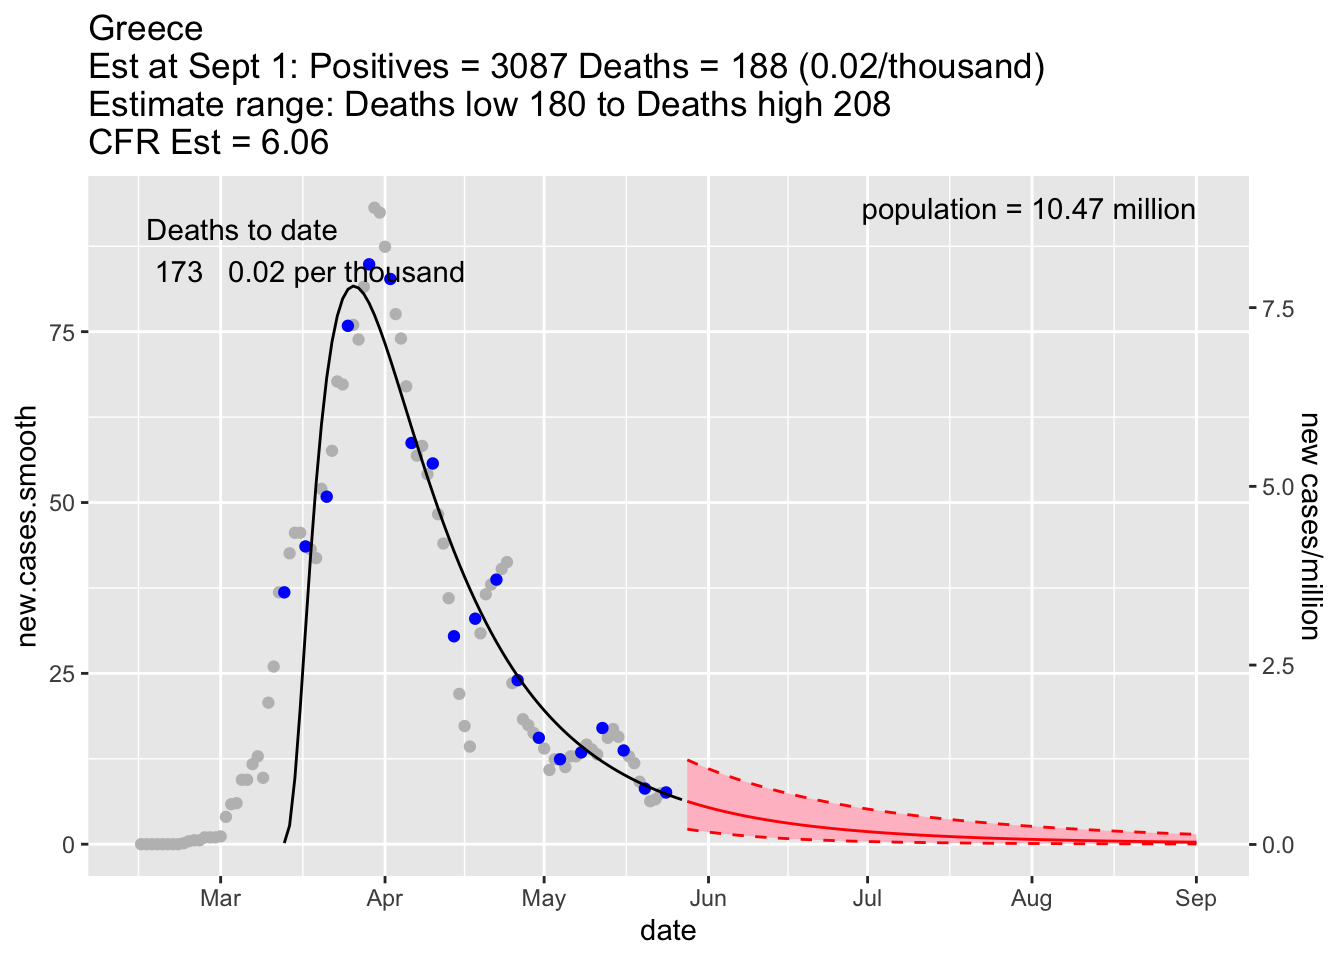 Greece
Est at Sept 1: Positives = 3087 Deaths = 188 (0.02/thousand)
Estimate range: Deaths low 180 to Deaths high 208
CFR Est = 6.06
Deaths to date
173 0.02 per thousand
population = 10.47 million
75
50
25
0
new.cases.smooth
7.5
5.0
2.5
0.0
new cases/million
Mar Apr May Jun Jul Aug Sep
date